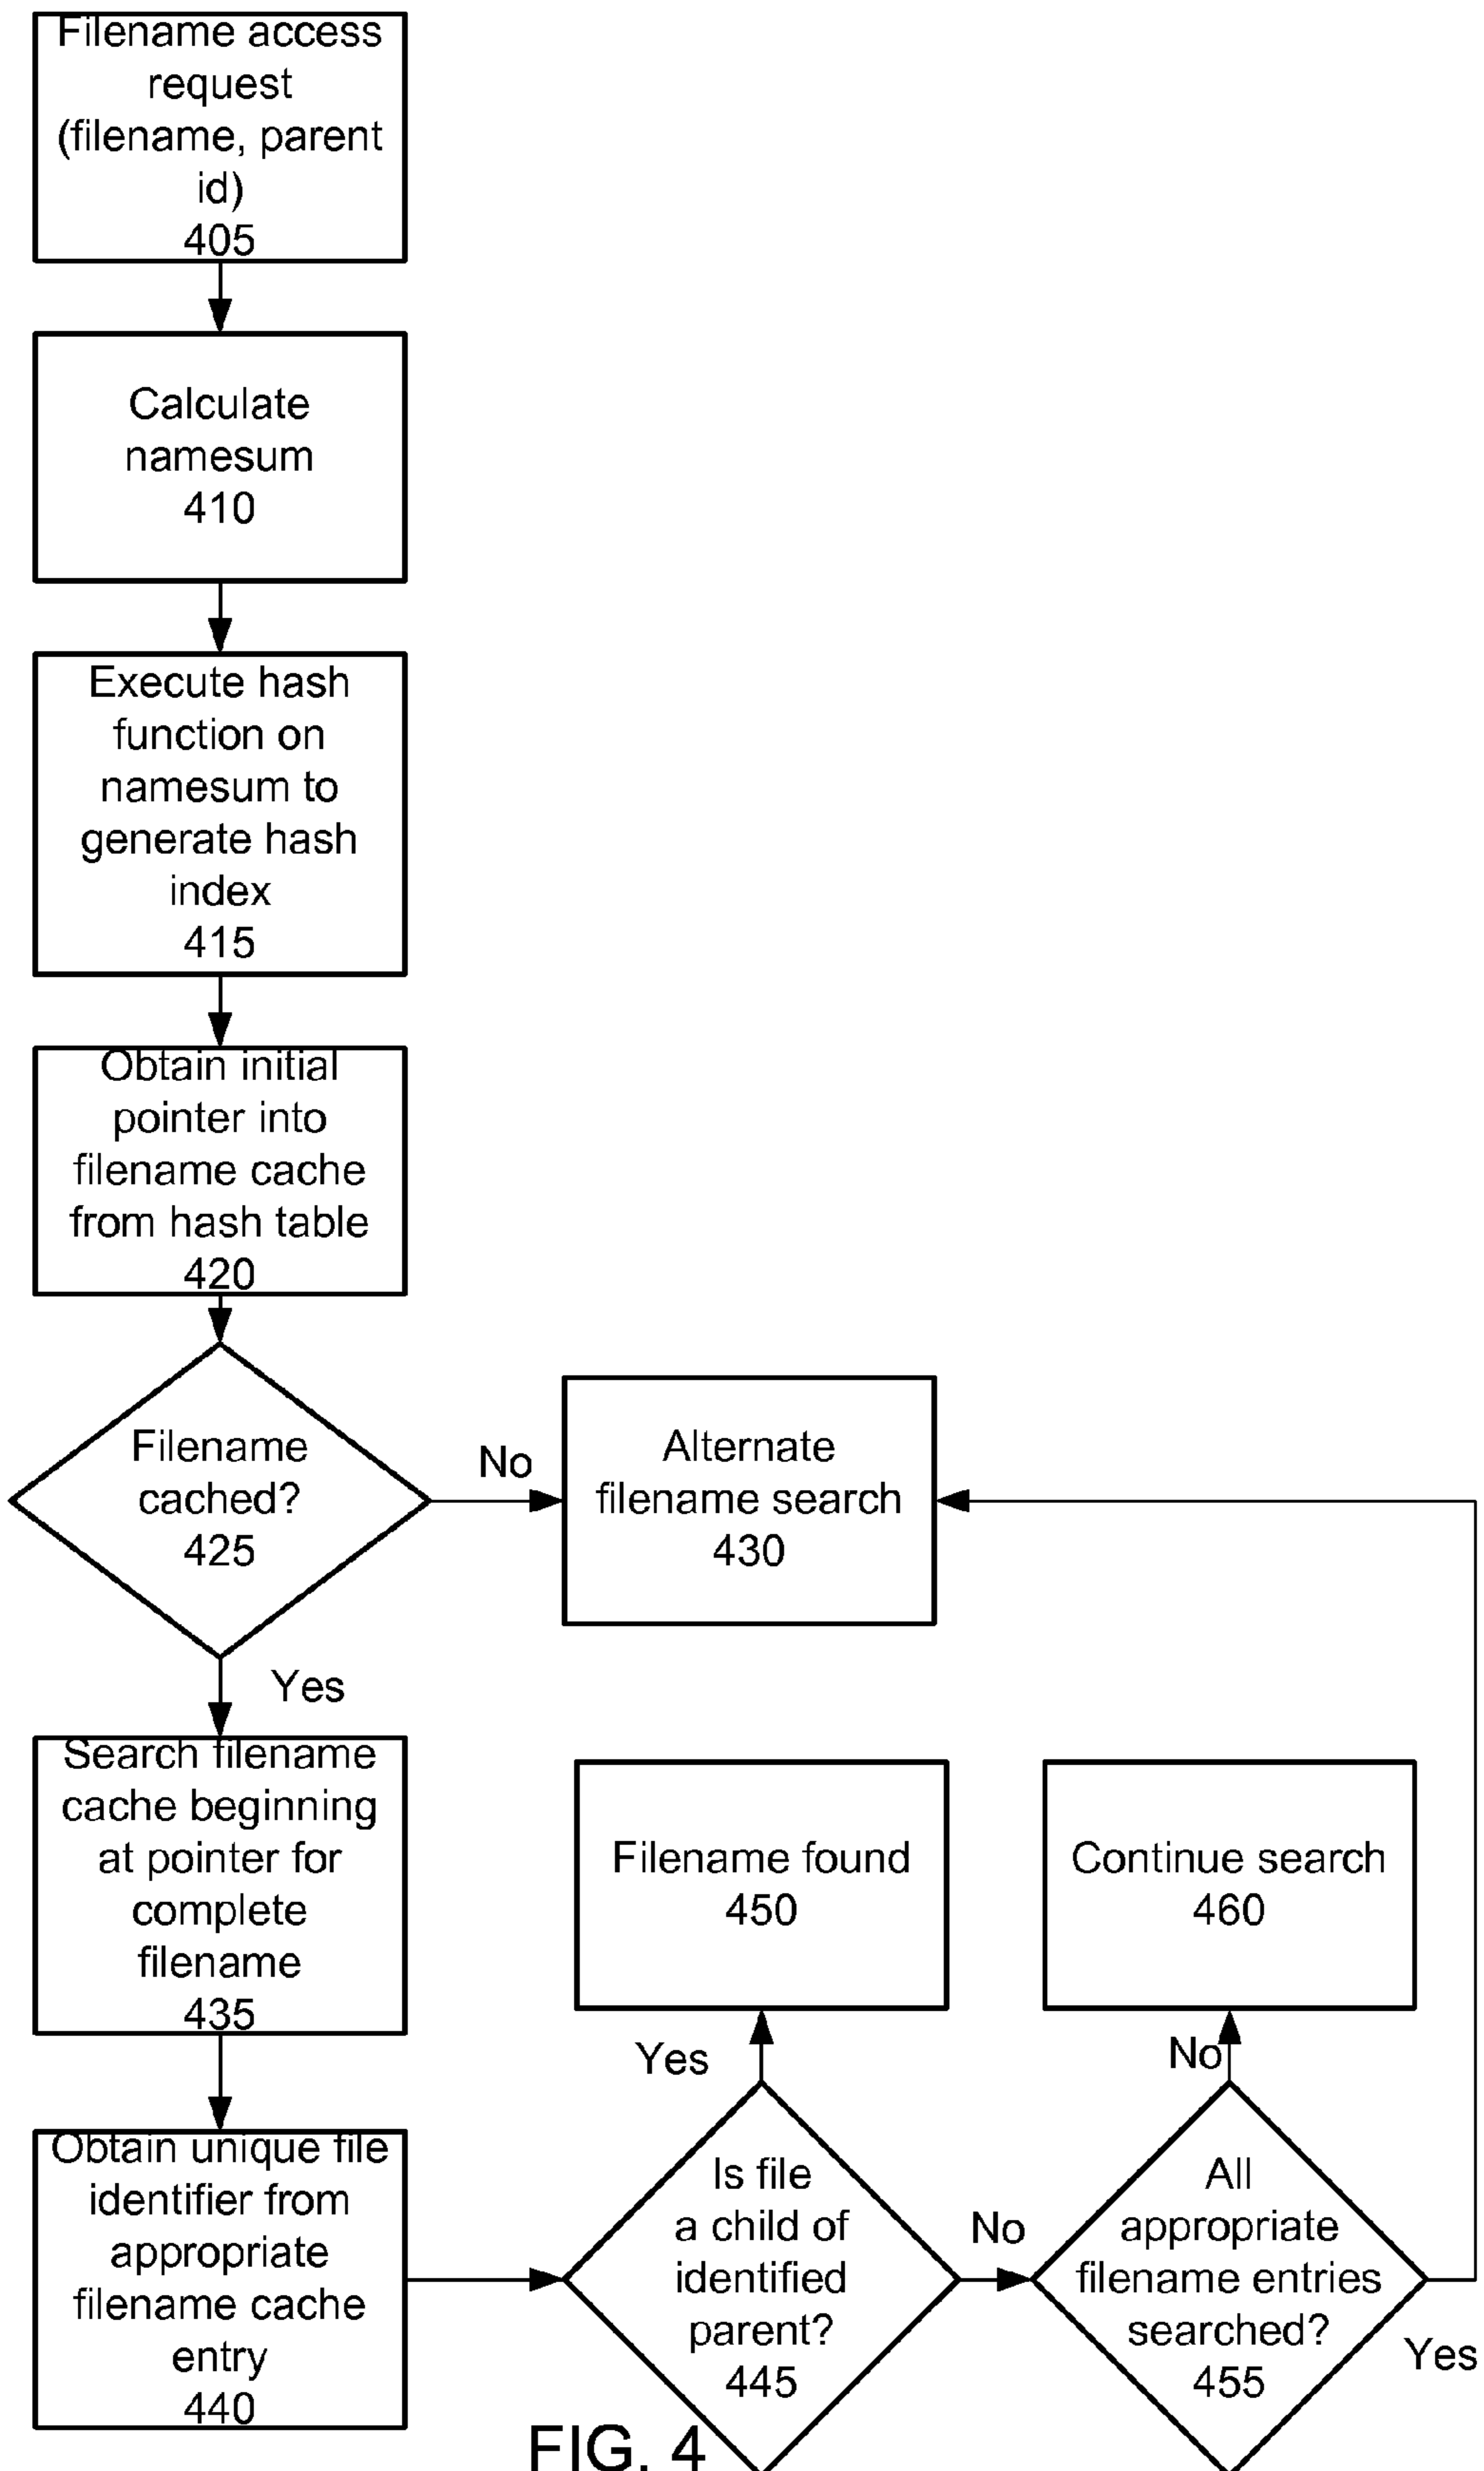 Filename access
request
(filename, parent
id)
405
Calculate
namesum
410
Execute hash
function on
namesum to
generate hash
index
415
Obtain initial
pointer into
filename cache
from hash table
420
Filename
cached?
425
No
Alternate
filename search
430
Yes
Search filename
cache beginning
at pointer for
complete
filename
435
Obtain unique file
identifier from
appropriate
filename cache
entry
440
Is file
a child of
identified
parent?
445
Yes
Filename found
450
No
All
appropriate
filename entries
searched?
455
No
Continue search
460
Yes
FIG. 4